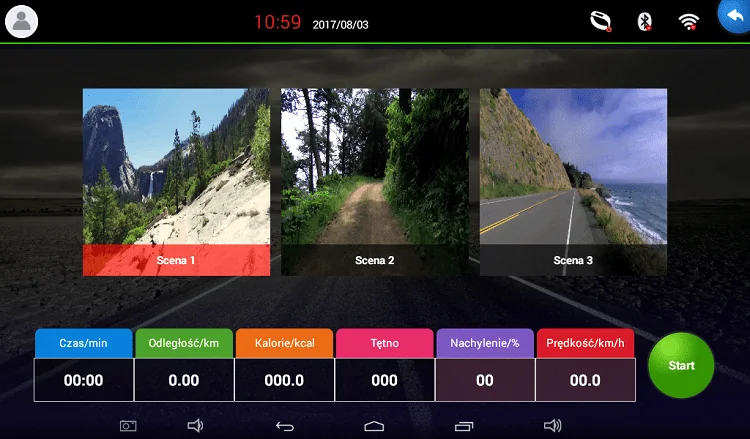 10:59 2017/08/03
Scena 1 Scena 2 Scena 3
Czas/min Odległość/km Kalorie/kcal Tętno Nachylenie/% Prędkość/km/h
00:00 0.00 000.0 000 00 00.0 Start